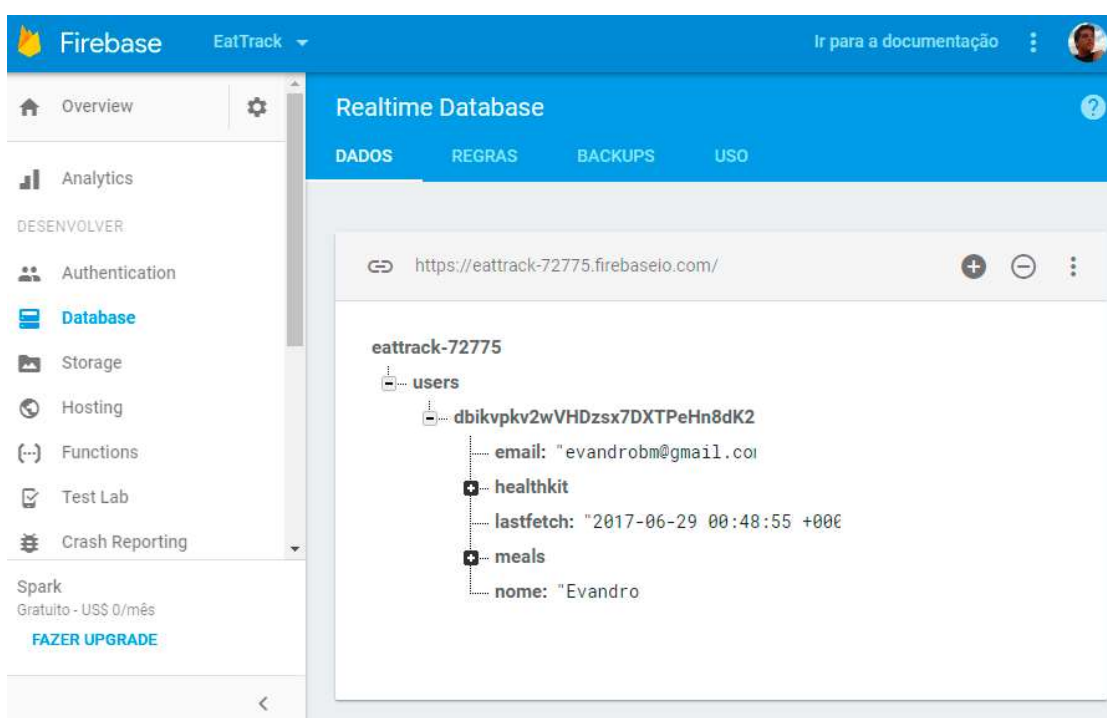 Firebase
EatTrack
Ir para a documentação
Overview
Analytics
DESENVOLVER
Authentication
Database
Storage
Hosting
Functions
Test Lab
Crash Reporting
Spark
Gratuito - US$ 0/mês
FAZER UPGRADE
Realtime Database
DADOS REGRAS BACKUPS USO
https://eattrack-72775.firebaseio.com/
eattrack-72775
users
dbikvpkv2wVHDzsx7DXTPeHn8dK2
email: "evandrobm@gmail.co
healthkit
lastfetch: "2017-06-29 00:48:55 +000
meals
nome: "Evandro